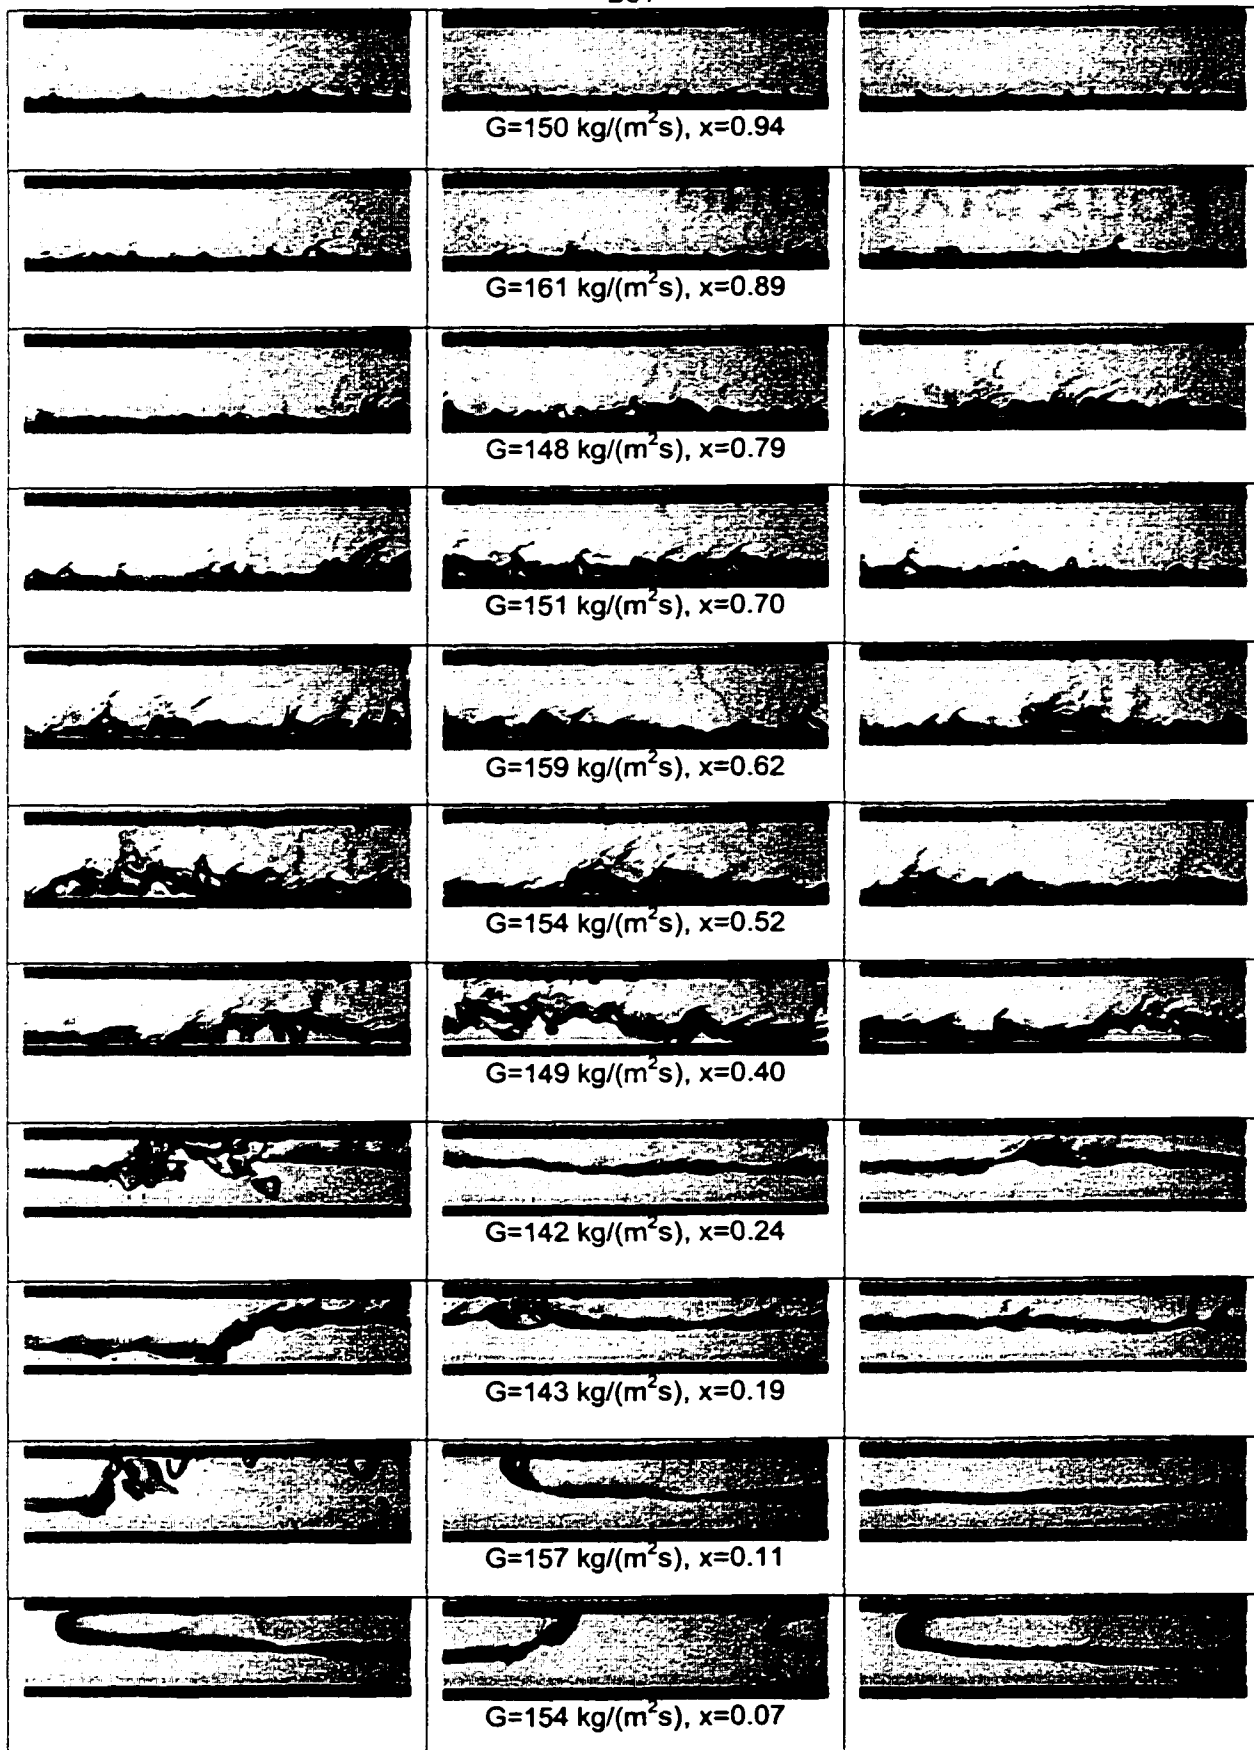 G=150 kg/(m²s), x=0.94
G=161 kg/(m²s), x=0.89
G=148 kg/(m²s), x=0.79
G=151 kg/(m²s), x=0.70
G=159 kg/(m²s), x=0.62
G=154 kg/(m²s), x=0.52
G=149 kg/(m²s), x=0.40
G=142 kg/(m²s), x=0.24
G=143 kg/(m²s), x=0.19
G=157 kg/(m²s), x=0.11
G=154 kg/(m²s), x=0.07